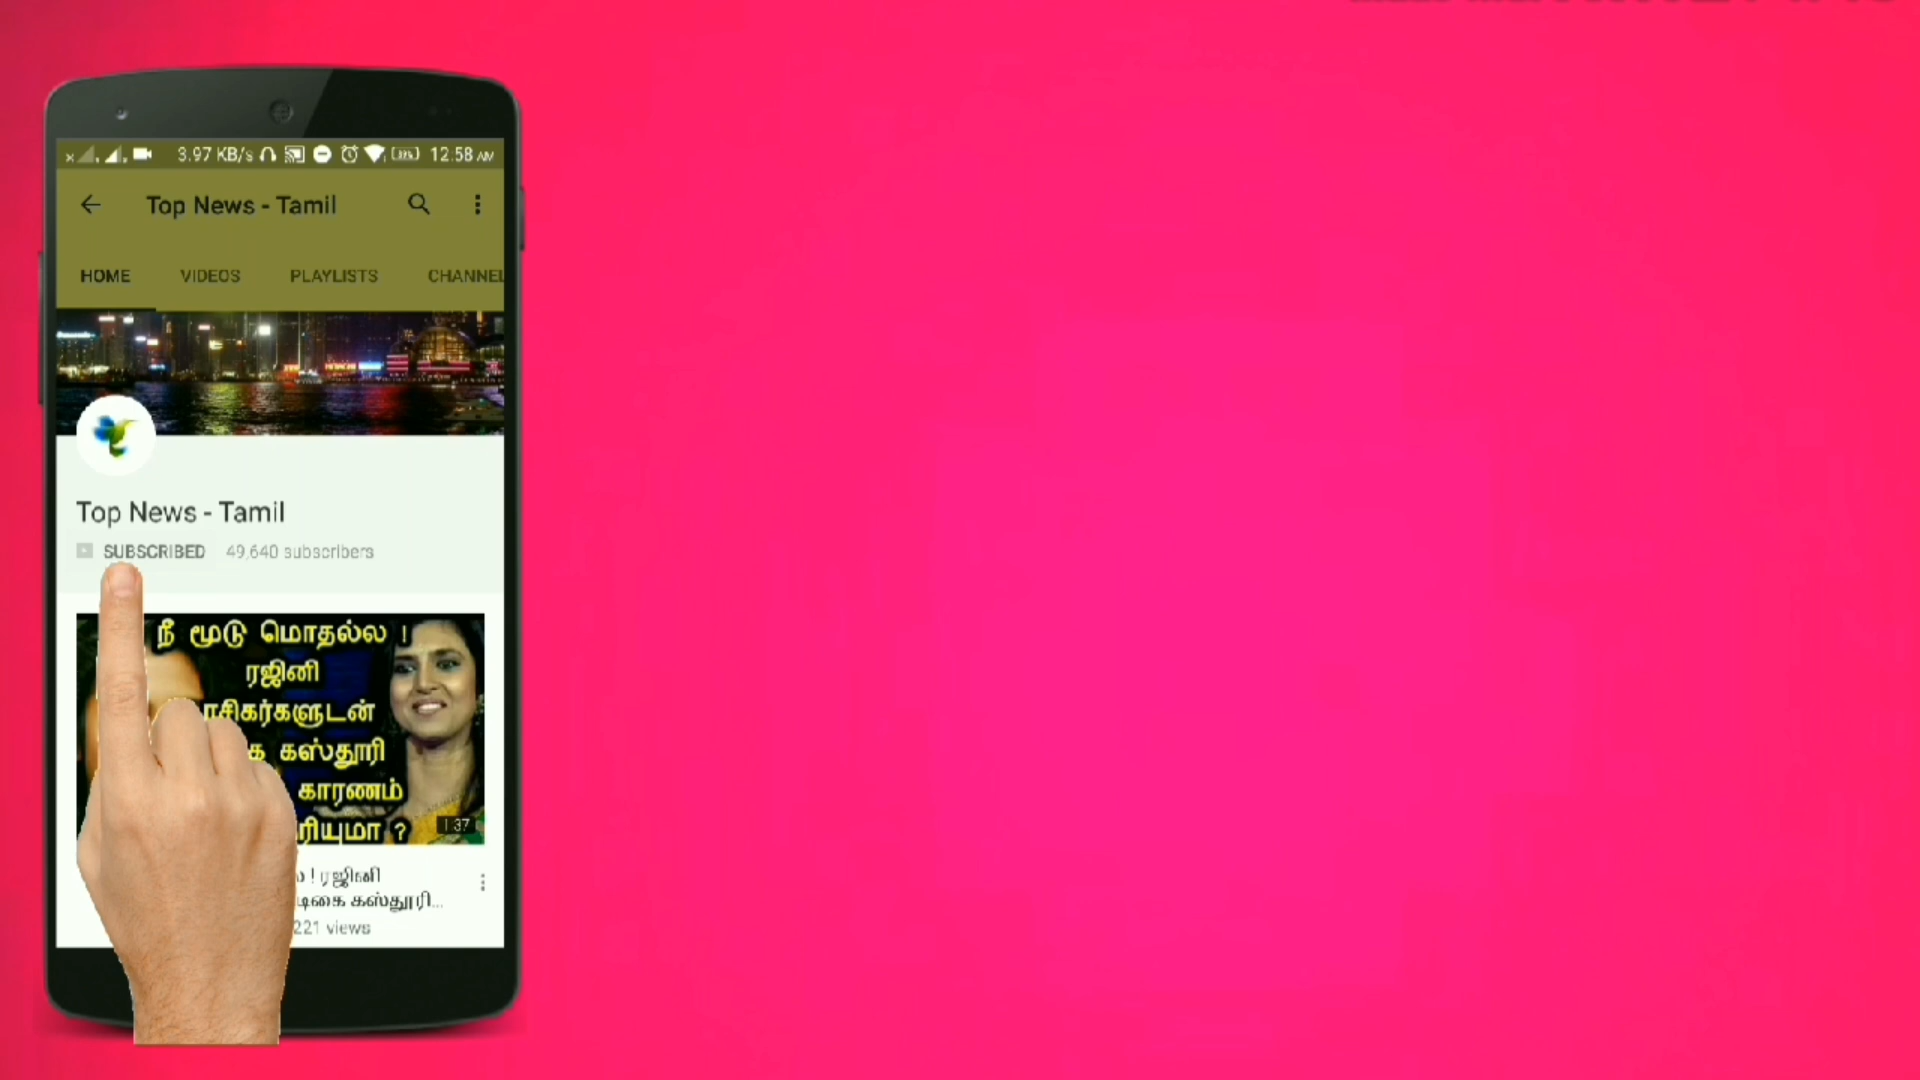 3.97 KB/s 12:58 AM
Top News - Tamil
HOME VIDEOS PLAYLISTS CHANNEL
Top News - Tamil
SUBSCRIBED 49,640 subscribers
நீ மூடு மொதல்ல !
ரஜினி
ரசிகர்களுடன்
கஸ்தூரி
காரணம்
ரியுமா ?
1:37
! ரஜினி
டிகை கஸ்தூரி...
221 views